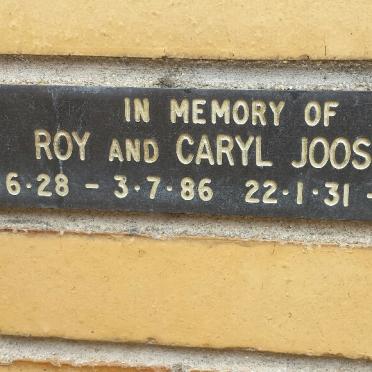 IN MEMORY OF
ROY AND CARYL JOOS
6·28 – 3·7·86 22·1·31 –